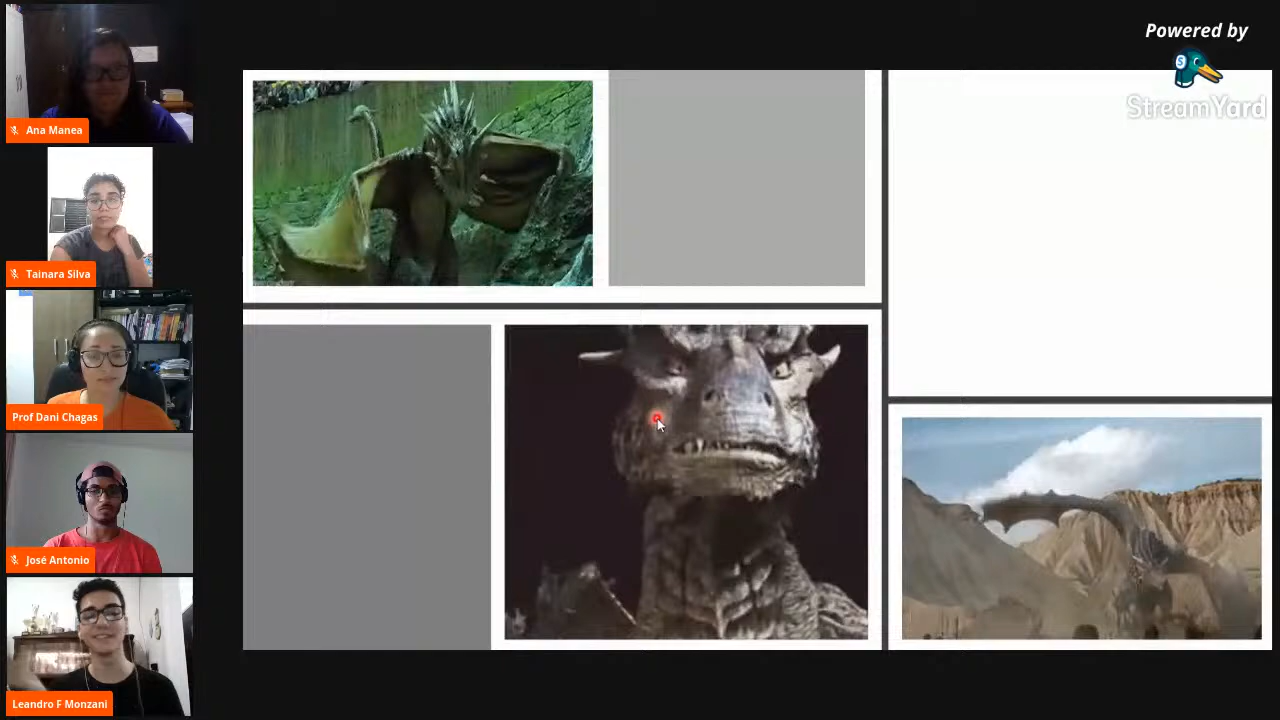 Powered by
S
StreamYard
Ana Manea
Tainara Silva
Prof Dani Chagas
José Antonio
Leandro F Monzani